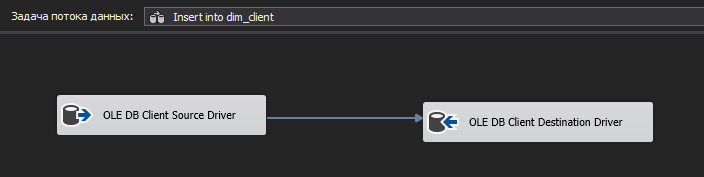 Задача потока данных: Insert into dim_client
OLE DB Client Source Driver
OLE DB Client Destination Driver